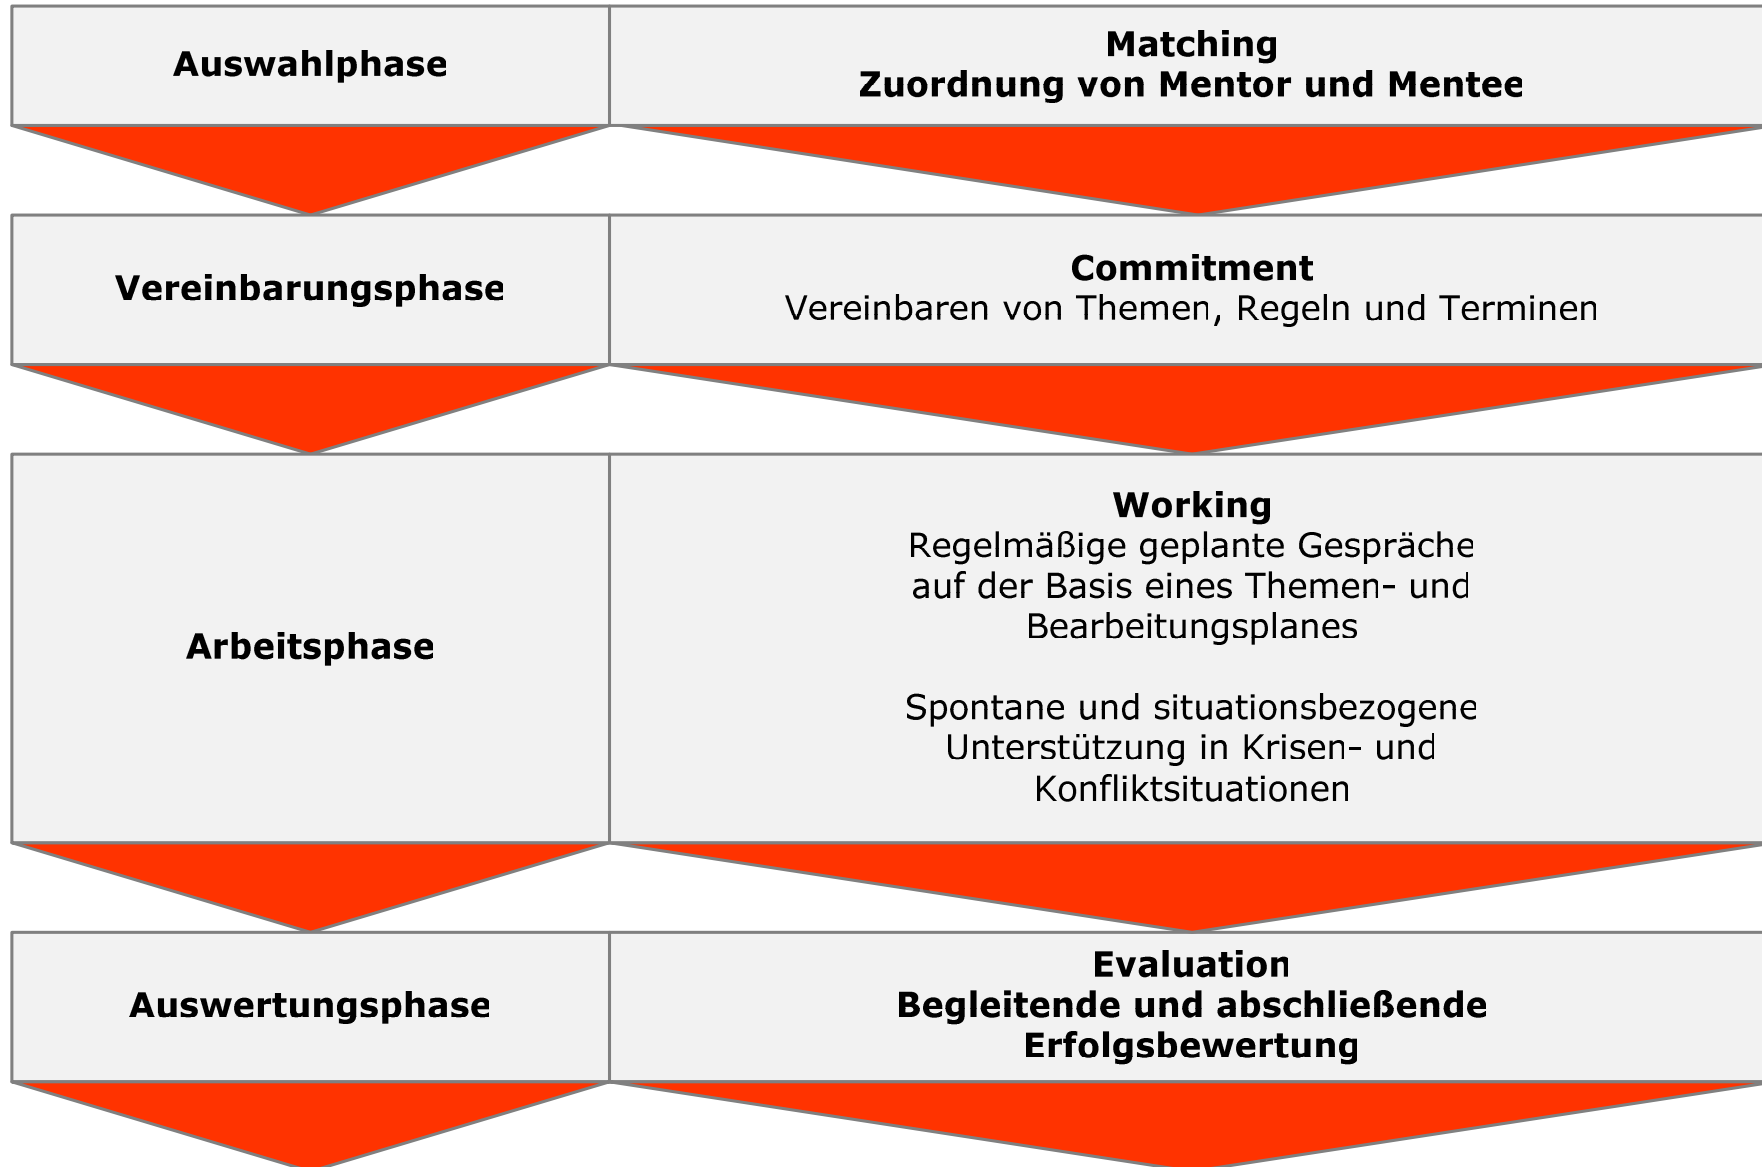 Auswahlphase
Matching
Zuordnung von Mentor und Mentee
Vereinbarungsphase
Commitment
Vereinbaren von Themen, Regeln und Terminen
Arbeitsphase
Working
Regelmäßige geplante Gespräche
auf der Basis eines Themen- und
Bearbeitungsplanes
Spontane und situationsbezogene
Unterstützung in Krisen- und
Konfliktsituationen
Auswertungsphase
Evaluation
Begleitende und abschließende
Erfolgsbewertung